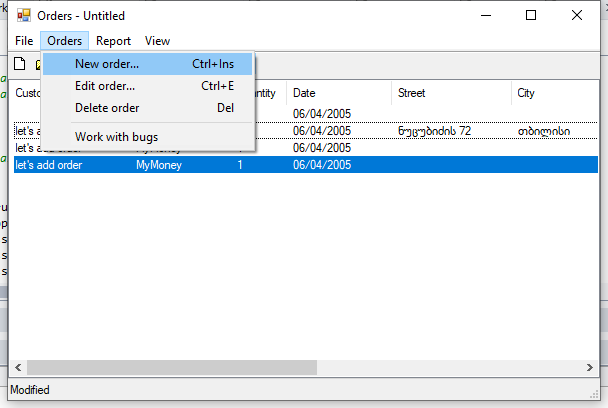 Orders - Untitled
File Orders Report View
New order... Ctrl+Ins
Edit order... Ctrl+E
Delete order Del
Work with bugs
Date Street City
06/04/2005
let's 06/04/2005 ნუცუბიძის 72 თბილისი
let's add order MyMoney 1 06/04/2005
let's add order MyMoney 1 06/04/2005
Modified